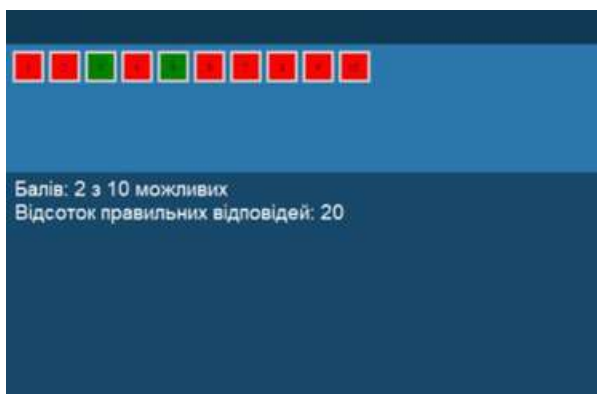 Балів: 2 з 10 можливих
Відсоток правильних відповідей: 20